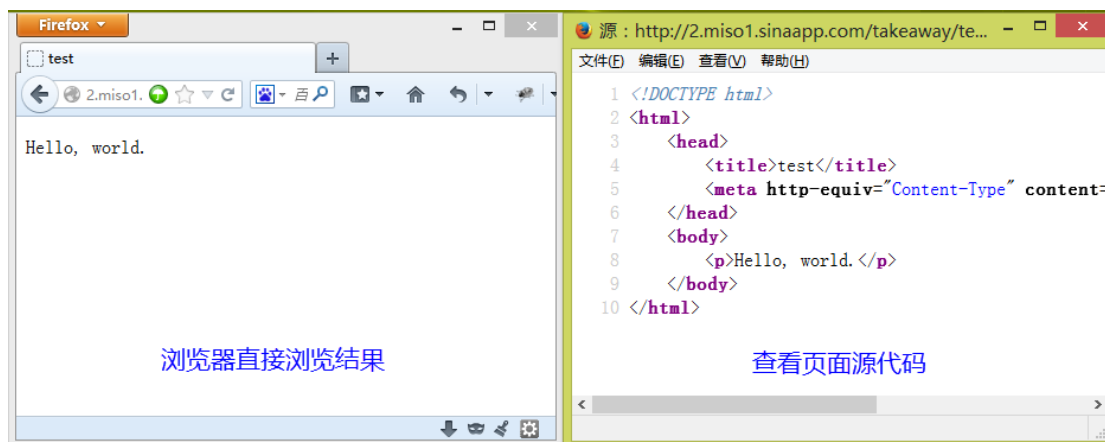 Firefox
test
2.miso1.
百
Hello, world.
浏览器直接浏览结果
源：http://2.miso1.sinaapp.com/takeaway/te...
文件(F) 编辑(E) 查看(V) 帮助(H)
1 <!DOCTYPE html>
2 <html>
3 <head>
4 <title>test</title>
5 <meta http-equiv="Content-Type" content=
6 </head>
7 <body>
8 <p>Hello, world.</p>
9 </body>
10 </html>
查看页面源代码